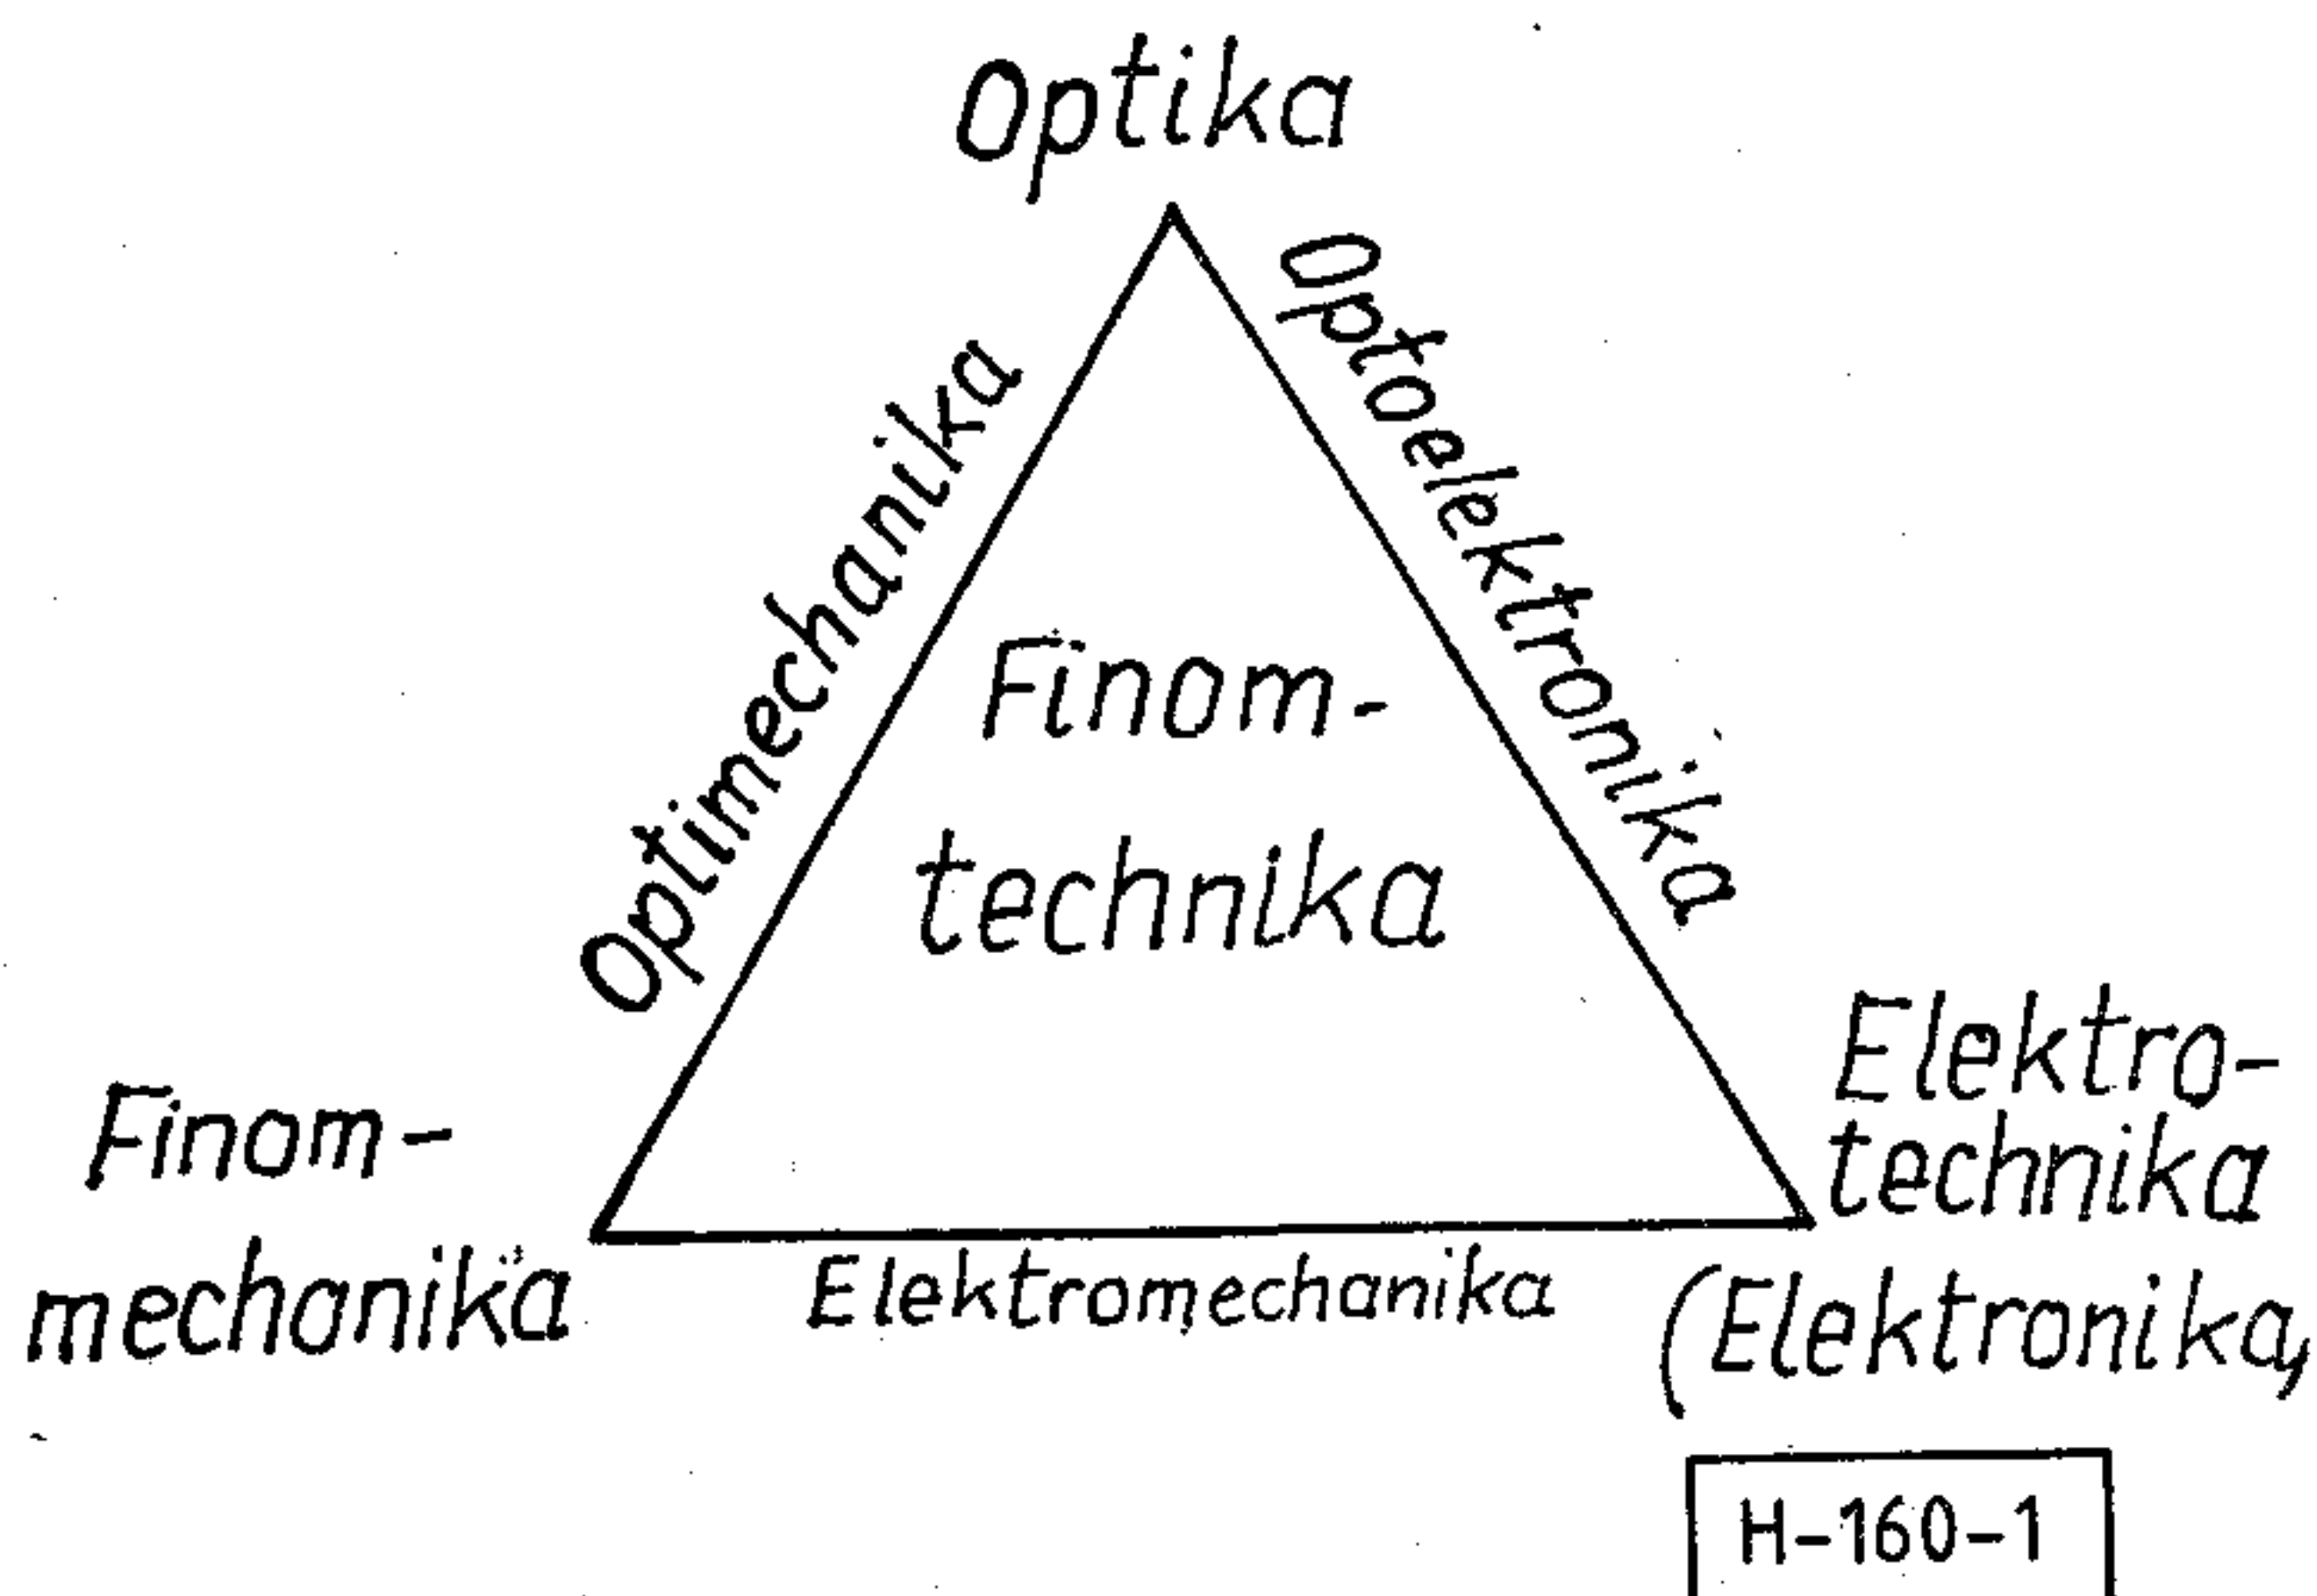 Optika
Optimechanika
Optoelektronika
Finom-
technika
Finom-
mechanika
Elektro-
technika
Elektromechanika
(Elektronika,
H-160-1